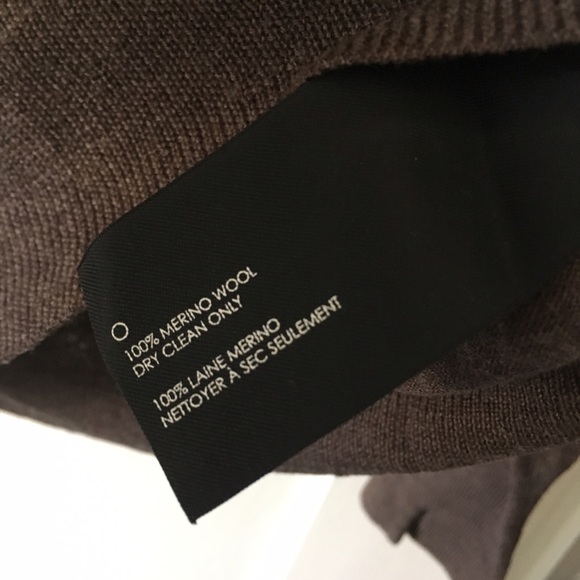 100% MERINO WOOL
DRY CLEAN ONLY
100% LAINE MERINO
NETTOYER À SEC SEULEMENT